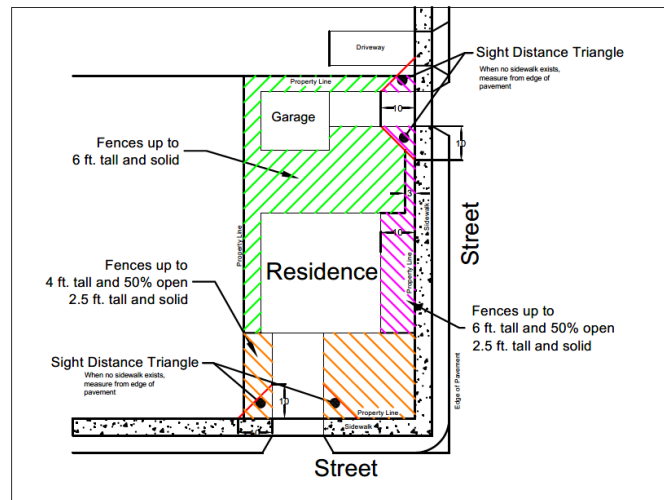 Driveway
Sight Distance Triangle
When no sidewalk exists,
measure from edge of
pavement
Property Line
10
Garage
10
Fences up to
6 ft. tall and solid
3
Sidewalk
Street
10
Property Line
Residence
Property Line
Fences up to
4 ft. tall and 50% open
2.5 ft. tall and solid
Fences up to
6 ft. tall and 50% open
2.5 ft. tall and solid
Sight Distance Triangle
When no sidewalk exists,
measure from edge of
pavement
Edge of Pavement
10
Property Line
Sidewalk
Street